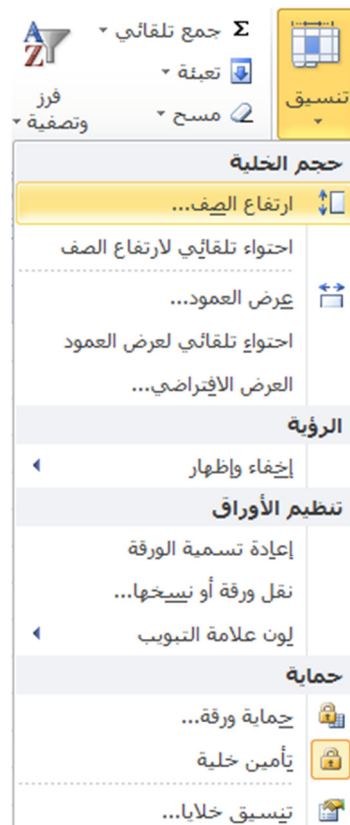 تنسيق
Σ جمع تلقائي
تعبئة
مسح
AZ
فرز
وتصفية
حجم الخلية
ارتفاع الصف...
احتواء تلقائي لارتفاع الصف
عرض العمود...
احتواء تلقائي لعرض العمود
العرض الافتراضي...
الرؤية
إخفاء وإظهار
تنظيم الأوراق
إعادة تسمية الورقة
نقل ورقة أو نسخها...
لون علامة التبويب
حماية
حماية ورقة...
تأمين خلية
تنسيق خلايا...